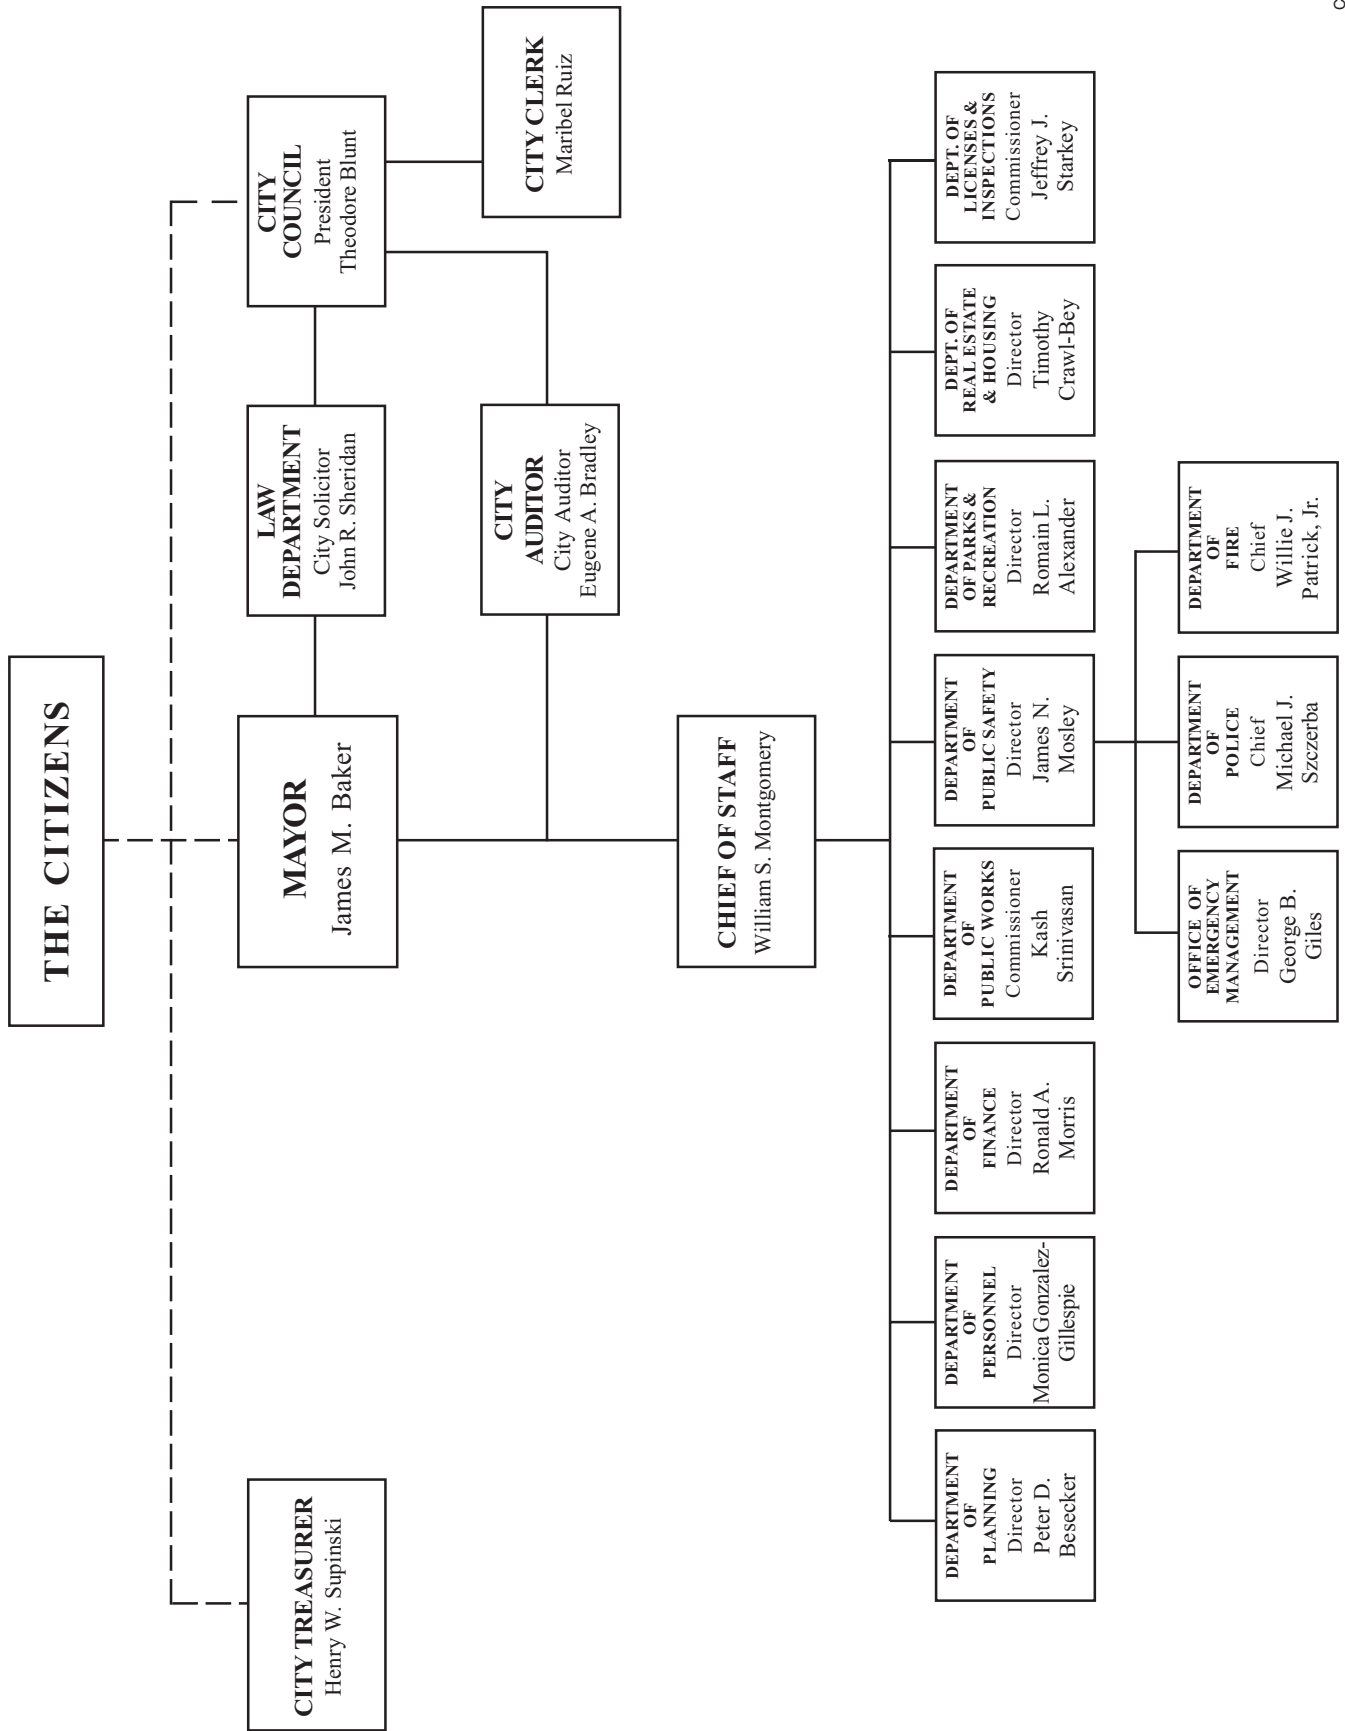 THE CITIZENS
CITY TREASURER
Henry W. Supinski
MAYOR
James M. Baker
LAW
DEPARTMENT
City Solicitor
John R. Sheridan
CITY
COUNCIL
President
Theodore Blunt
CITY
AUDITOR
City Auditor
Eugene A. Bradley
CITY CLERK
Maribel Ruiz
CHIEF OF STAFF
William S. Montgomery
DEPARTMENT
OF
PLANNING
Director
Peter D.
Besecker
DEPARTMENT
OF
PERSONNEL
Director
Monica Gonzalez-
Gillespie
DEPARTMENT
OF
FINANCE
Director
Ronald A.
Morris
DEPARTMENT
OF
PUBLIC WORKS
Commissioner
Kash
Srinivasan
DEPARTMENT
OF
PUBLIC SAFETY
Director
James N.
Mosley
DEPARTMENT
OF PARKS &
RECREATION
Director
Romain L.
Alexander
DEPT. OF
REAL ESTATE
& HOUSING
Director
Timothy
Crawl-Bey
DEPT. OF
LICENSES &
INSPECTIONS
Commissioner
Jeffrey J.
Starkey
OFFICE OF
EMERGENCY
MANAGEMENT
Director
George B.
Giles
DEPARTMENT
OF
POLICE
Chief
Michael J.
Szczerba
DEPARTMENT
OF
FIRE
Chief
Willie J.
Patrick, Jr.